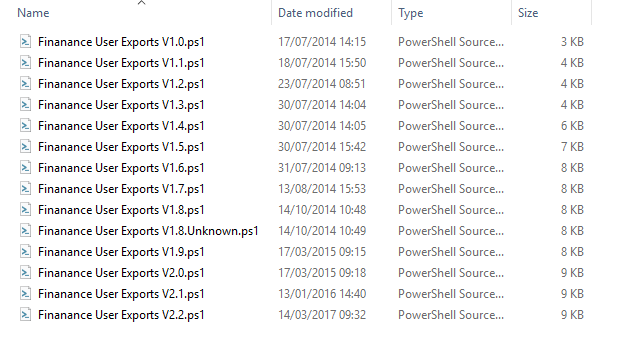 Name Date modified Type Size
Finanance User Exports V1.0.ps1 17/07/2014 14:15 PowerShell Source... 3 KB
Finanance User Exports V1.1.ps1 18/07/2014 15:50 PowerShell Source... 4 KB
Finanance User Exports V1.2.ps1 23/07/2014 08:51 PowerShell Source... 4 KB
Finanance User Exports V1.3.ps1 30/07/2014 14:04 PowerShell Source... 4 KB
Finanance User Exports V1.4.ps1 30/07/2014 14:05 PowerShell Source... 6 KB
Finanance User Exports V1.5.ps1 30/07/2014 15:42 PowerShell Source... 7 KB
Finanance User Exports V1.6.ps1 31/07/2014 09:13 PowerShell Source... 8 KB
Finanance User Exports V1.7.ps1 13/08/2014 15:53 PowerShell Source... 8 KB
Finanance User Exports V1.8.ps1 14/10/2014 10:48 PowerShell Source... 8 KB
Finanance User Exports V1.8.Unknown.ps1 14/10/2014 10:49 PowerShell Source... 8 KB
Finanance User Exports V1.9.ps1 17/03/2015 09:15 PowerShell Source... 8 KB
Finanance User Exports V2.0.ps1 17/03/2015 09:18 PowerShell Source... 9 KB
Finanance User Exports V2.1.ps1 13/01/2016 14:40 PowerShell Source... 9 KB
Finanance User Exports V2.2.ps1 14/03/2017 09:32 PowerShell Source... 9 KB